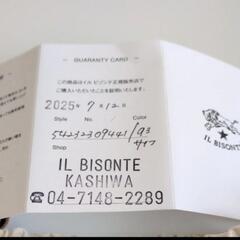 GUARANTY CARD
この商品はイル ビゾンテ正規販売店で
ご購入いただいたことを証明いたします。
2025年 7月12日
Style No. Color
54232309441/93
サイフ
Shop
IL BISONTE
KASHIWA
☎04-7148-2289
IL BISONTE